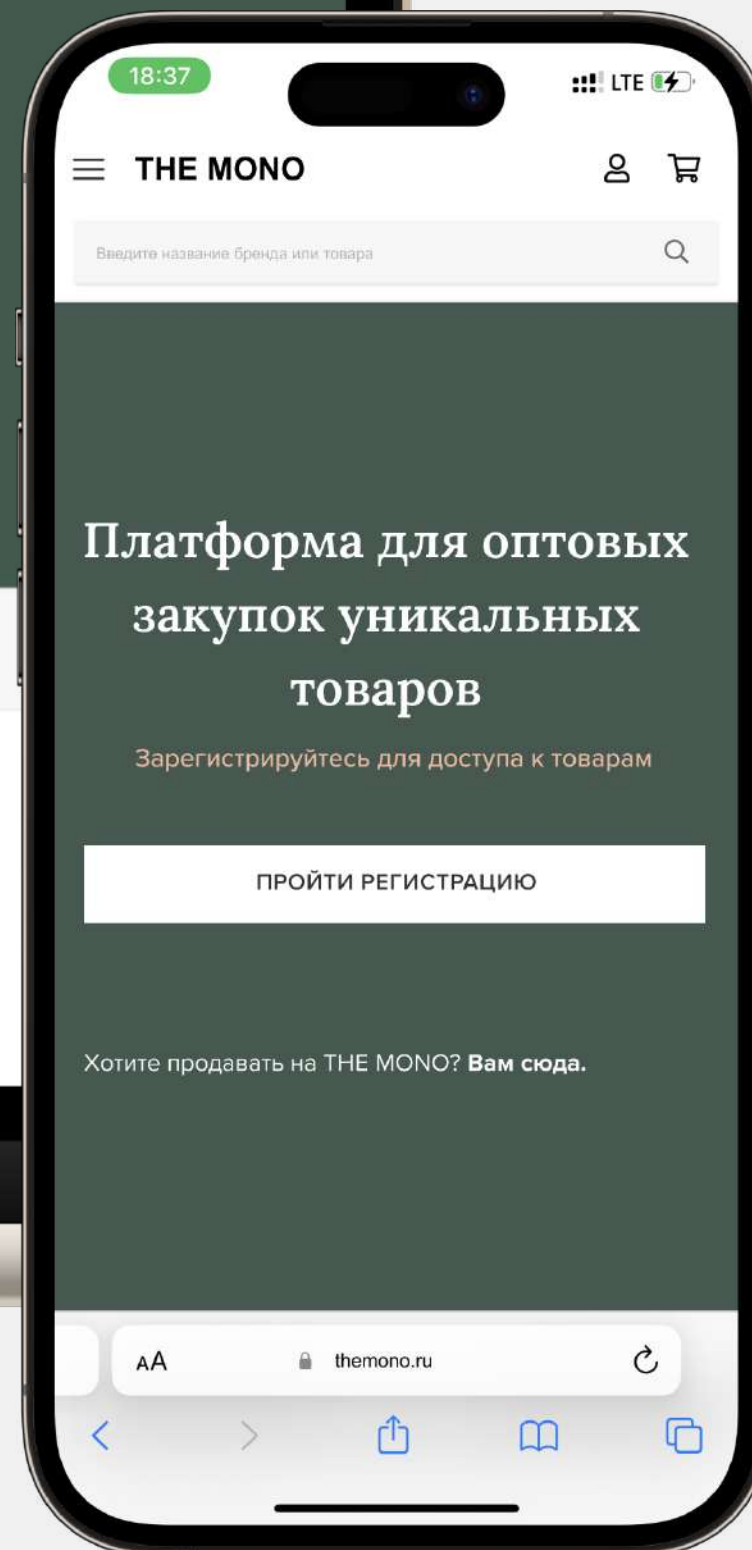 18:37
LTE
THE MONO
Введите название бренда или товара
Платформа для оптовых
закупок уникальных
товаров
Зарегистрируйтесь для доступа к товарам
ПРОЙТИ РЕГИСТРАЦИЮ
Хотите продавать на THE MONO? Вам сюда.
AA
themono.ru